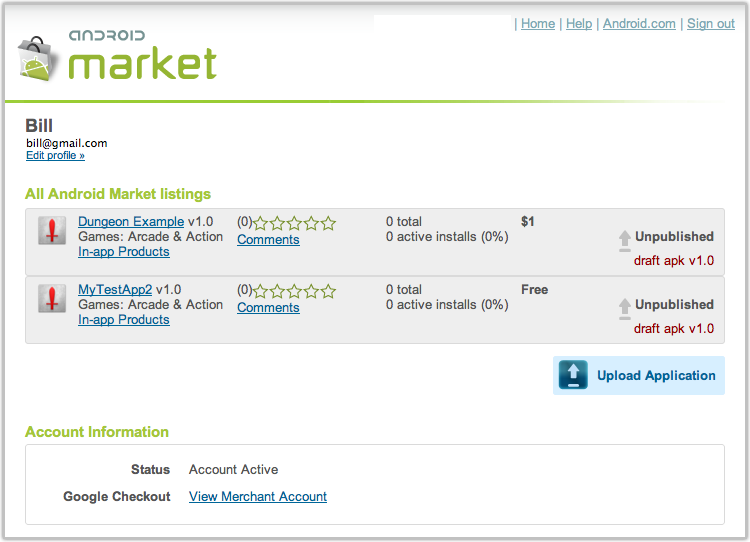 | Home | Help | Android.com | Sign out
android
market
Bill
bill@gmail.com
Edit profile »
All Android Market listings
Dungeon Example v1.0 (0) 0 total $1
Games: Arcade & Action Comments 0 active installs (0%) Unpublished
In-app Products
draft apk v1.0
MyTestApp2 v1.0 (0) 0 total Free
Games: Arcade & Action Comments 0 active installs (0%) Unpublished
In-app Products
draft apk v1.0
Upload Application
Account Information
Status Account Active
Google Checkout View Merchant Account